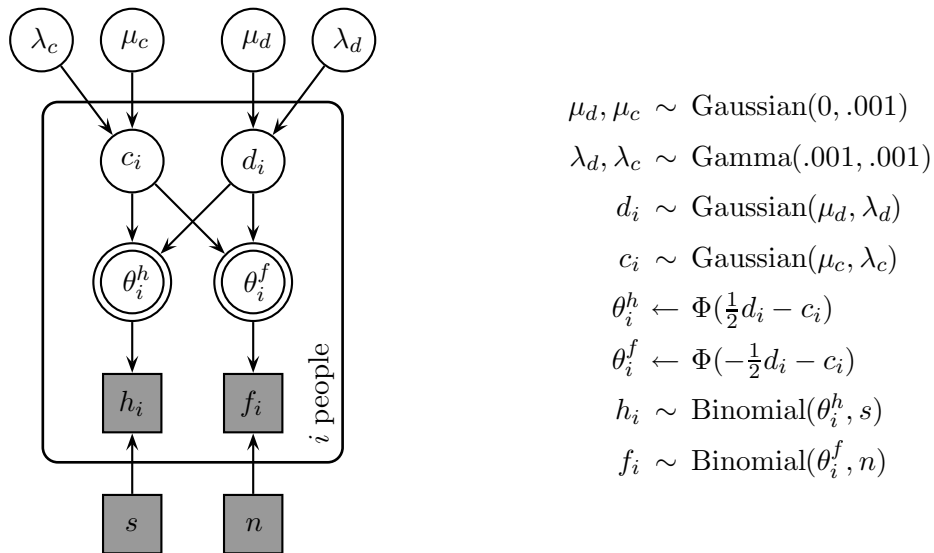 λ_c μ_c μ_d λ_d
c_i d_i
θ_i^h θ_i^f
h_i f_i
i people
s n
μ_d, μ_c ∼ Gaussian(0, .001)
λ_d, λ_c ∼ Gamma(.001, .001)
d_i ∼ Gaussian(μ_d, λ_d)
c_i ∼ Gaussian(μ_c, λ_c)
θ_i^h ← Φ(½d_i − c_i)
θ_i^f ← Φ(−½d_i − c_i)
h_i ∼ Binomial(θ_i^h, s)
f_i ∼ Binomial(θ_i^f, n)